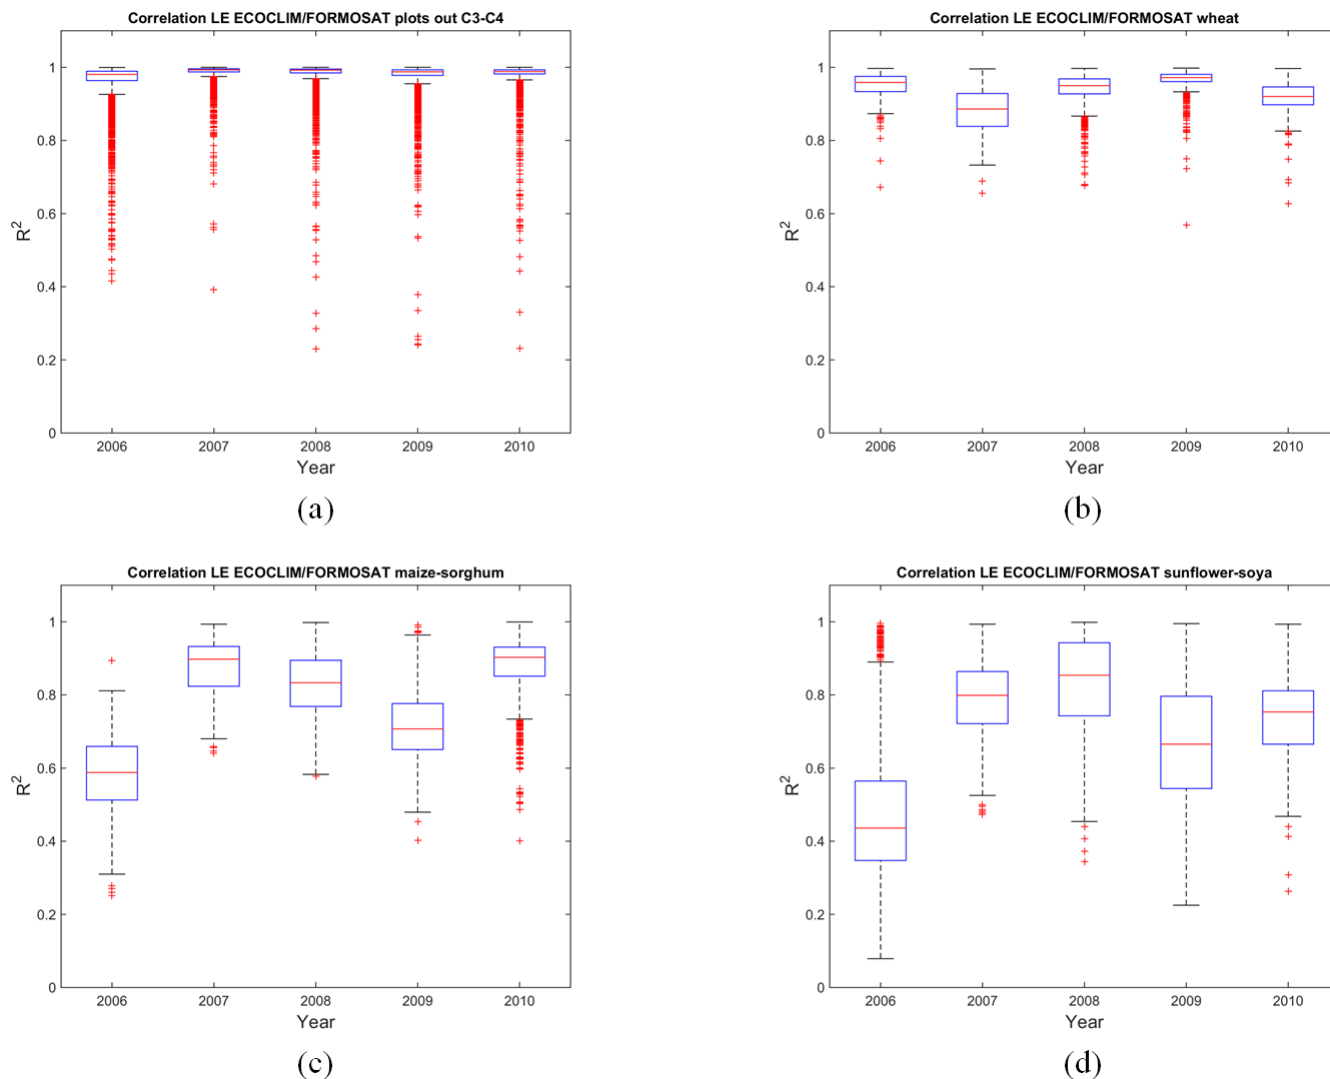 Correlation LE ECOCLIM/FORMOSAT plots out C3-C4
1
0.8
0.6
0.4
0.2
0
R²
2006 2007 2008 2009 2010
Year
(a)
Correlation LE ECOCLIM/FORMOSAT wheat
1
0.8
0.6
0.4
0.2
0
R²
2006 2007 2008 2009 2010
Year
(b)
Correlation LE ECOCLIM/FORMOSAT maize-sorghum
1
0.8
0.6
0.4
0.2
0
R²
2006 2007 2008 2009 2010
Year
(c)
Correlation LE ECOCLIM/FORMOSAT sunflower-soya
1
0.8
0.6
0.4
0.2
0
R²
2006 2007 2008 2009 2010
Year
(d)